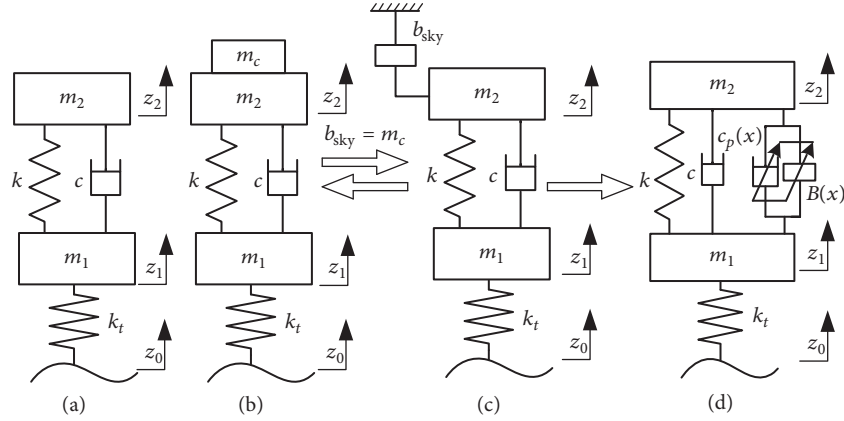 b_sky
m_c
m_2 z_2 m_2 z_2 m_2 z_2 m_2 z_2
b_sky = m_c
c_p(x)
k c k c k c k c B(x)
m_1 z_1 m_1 z_1 m_1 z_1 m_1 z_1
k_t z_0 k_t z_0 k_t z_0 k_t z_0
(a) (b) (c) (d)